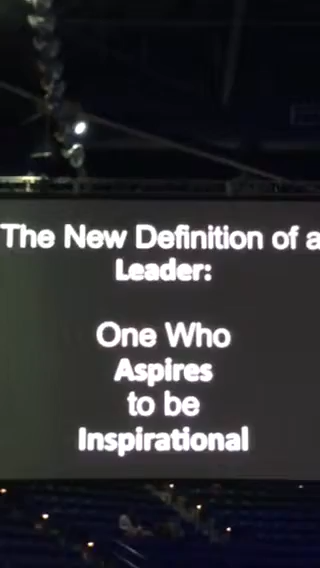 The New Definition of a
Leader:
One Who
Aspires
to be
Inspirational